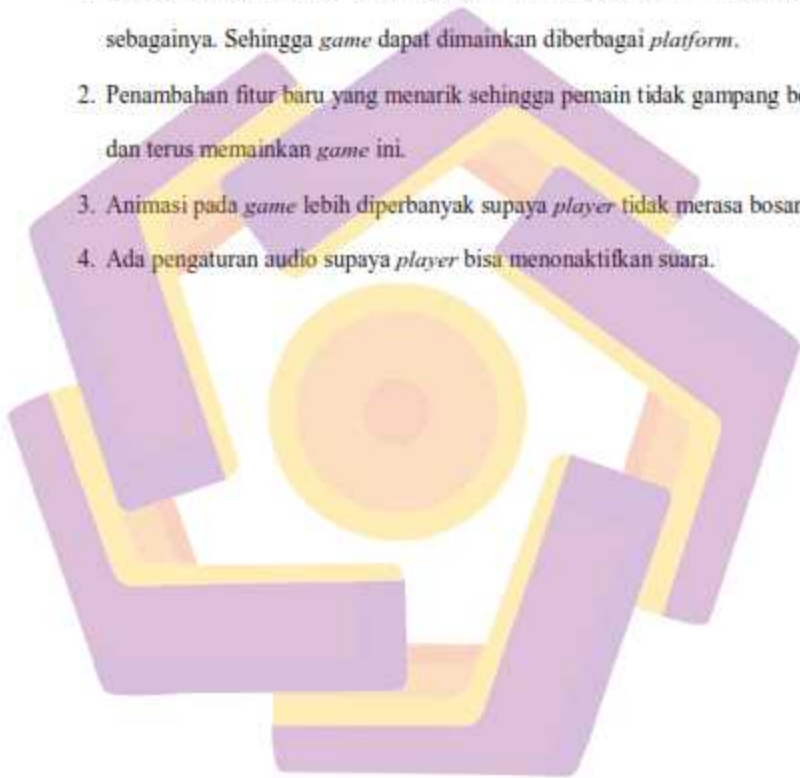 sebagainya. Sehingga game dapat dimainkan diberbagai platform.
2. Penambahan fitur baru yang menarik sehingga pemain tidak gampang
dan terus memainkan game ini.
3. Animasi pada game lebih diperbanyak supaya player tidak merasa
4. Ada pengaturan audio supaya player bisa menonaktifkan suara.